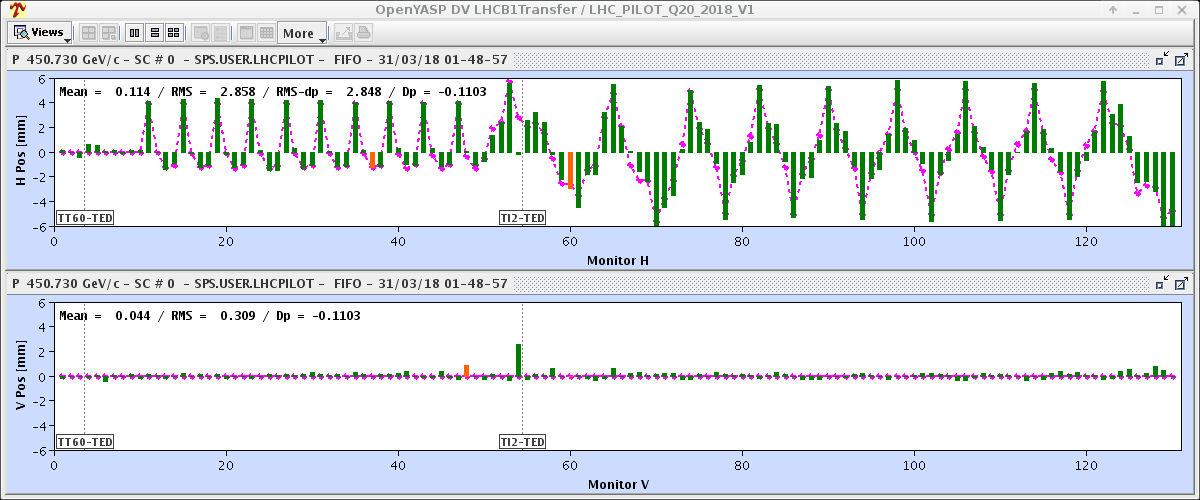 OpenYASP DV LHCB1Transfer / LHC_PILOT_Q20_2018_V1
Views More
P 450.730 GeV/c - SC # 0 - SPS.USER.LHCPILOT - FIFO - 31/03/18 01-48-57
Mean = 0.114 / RMS = 2.858 / RMS-dp = 2.848 / Dp = -0.1103
H Pos [mm]
6
4
2
0
-2
-4
-6
TT60-TED TI2-TED
0 20 40 60 80 100 120
Monitor H
P 450.730 GeV/c - SC # 0 - SPS.USER.LHCPILOT - FIFO - 31/03/18 01-48-57
Mean = 0.044 / RMS = 0.309 / Dp = -0.1103
V Pos [mm]
6
4
2
0
-2
-4
-6
TT60-TED TI2-TED
0 20 40 60 80 100 120
Monitor V